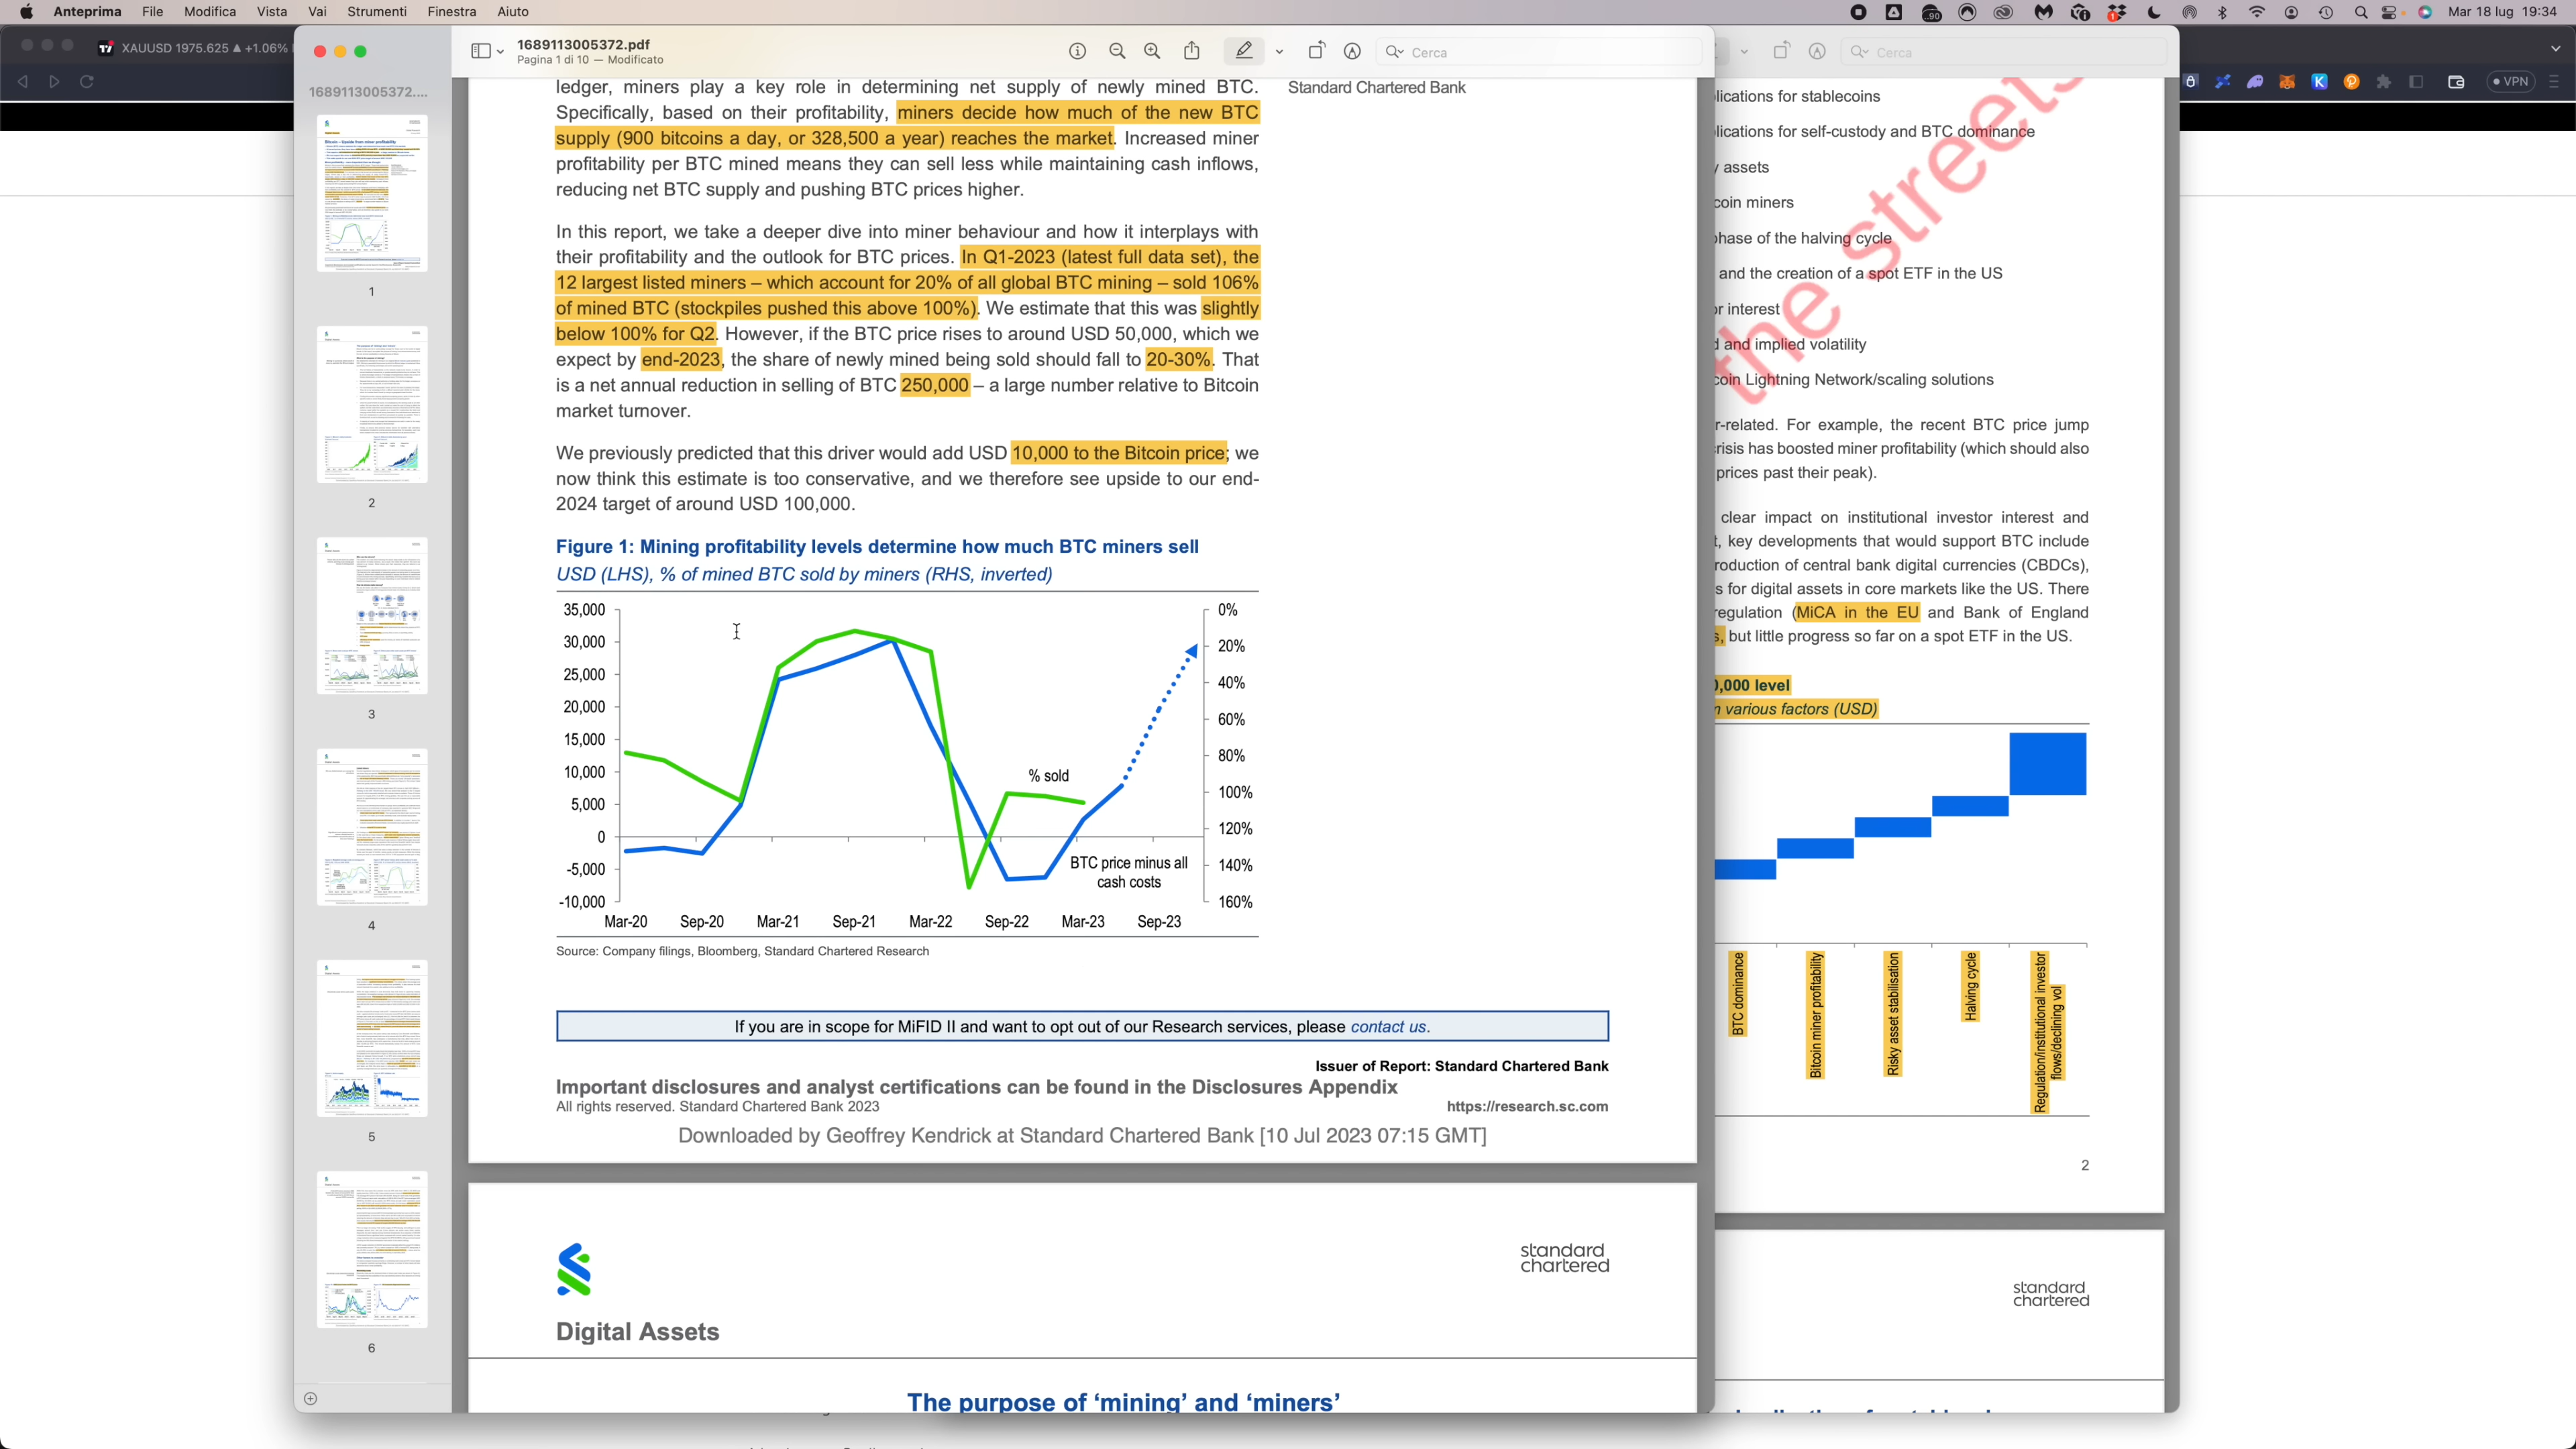 Anteprima File Modifica Vista Vai Strumenti Finestra Aiuto
Mar 18 lug 19:34
XAUUSD 1975.625 ▲ +1.06%
VPN
1689113005372.pdf
Pagina 1 di 10 — Modificato
Cerca
Cerca
1689113005372....
1
2
3
4
5
6
ledger, miners play a key role in determining net supply of newly mined BTC.
Specifically, based on their profitability, miners decide how much of the new BTC
supply (900 bitcoins a day, or 328,500 a year) reaches the market. Increased miner
profitability per BTC mined means they can sell less while maintaining cash inflows,
reducing net BTC supply and pushing BTC prices higher.
Standard Chartered Bank
In this report, we take a deeper dive into miner behaviour and how it interplays with
their profitability and the outlook for BTC prices. In Q1-2023 (latest full data set), the
12 largest listed miners – which account for 20% of all global BTC mining – sold 106%
of mined BTC (stockpiles pushed this above 100%). We estimate that this was slightly
below 100% for Q2. However, if the BTC price rises to around USD 50,000, which we
expect by end-2023, the share of newly mined being sold should fall to 20-30%. That
is a net annual reduction in selling of BTC 250,000 – a large number relative to Bitcoin
market turnover.
We previously predicted that this driver would add USD 10,000 to the Bitcoin price; we
now think this estimate is too conservative, and we therefore see upside to our end-
2024 target of around USD 100,000.
Figure 1: Mining profitability levels determine how much BTC miners sell
USD (LHS), % of mined BTC sold by miners (RHS, inverted)
35,000
30,000
25,000
20,000
15,000
10,000
5,000
0
-5,000
-10,000
0%
20%
40%
60%
80%
100%
120%
140%
160%
% sold
BTC price minus all
cash costs
Mar-20 Sep-20 Mar-21 Sep-21 Mar-22 Sep-22 Mar-23 Sep-23
Source: Company filings, Bloomberg, Standard Chartered Research
If you are in scope for MiFID II and want to opt out of our Research services, please contact us.
Issuer of Report: Standard Chartered Bank
Important disclosures and analyst certifications can be found in the Disclosures Appendix
All rights reserved. Standard Chartered Bank 2023
https://research.sc.com
Downloaded by Geoffrey Kendrick at Standard Chartered Bank [10 Jul 2023 07:15 GMT]
standard
chartered
Digital Assets
The purpose of ‘mining’ and ‘miners’
lications for stablecoins
lications for self-custody and BTC dominance
assets
coin miners
phase of the halving cycle
and the creation of a spot ETF in the US
or interest
d and implied volatility
coin Lightning Network/scaling solutions
the streets
r-related. For example, the recent BTC price jump
risis has boosted miner profitability (which should also
prices past their peak).
clear impact on institutional investor interest and
t, key developments that would support BTC include
roduction of central bank digital currencies (CBDCs),
s for digital assets in core markets like the US. There
regulation (MiCA in the EU and Bank of England
s, but little progress so far on a spot ETF in the US.
0,000 level
n various factors (USD)
BTC dominance
Bitcoin miner profitability
Risky asset stabilisation
Halving cycle
Regulation/institutional investor
flows/declining vol
2
standard
chartered